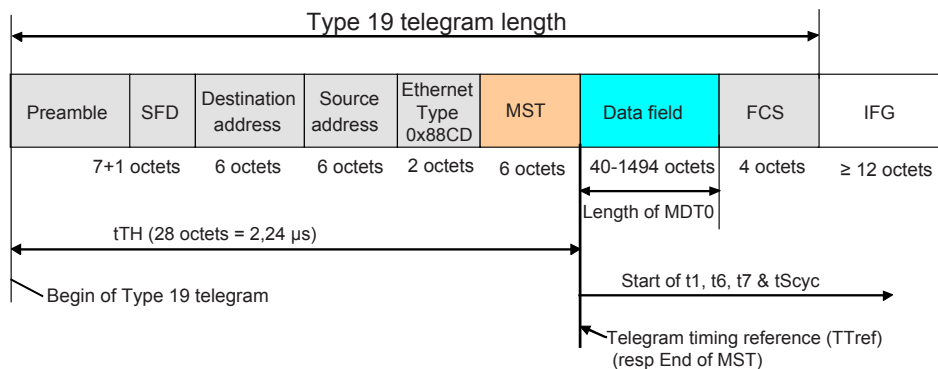 Type 19 telegram length
Preamble
SFD
Destination
address
Source
address
Ethernet
Type
0x88CD
MST
Data field
FCS
IFG
7+1 octets
6 octets
6 octets
2 octets
6 octets
40-1494 octets
4 octets
≥ 12 octets
Length of MDT0
tTH (28 octets = 2,24 µs)
Begin of Type 19 telegram
Start of t1, t6, t7 & tScyc
Telegram timing reference (TTref)
(resp End of MST)